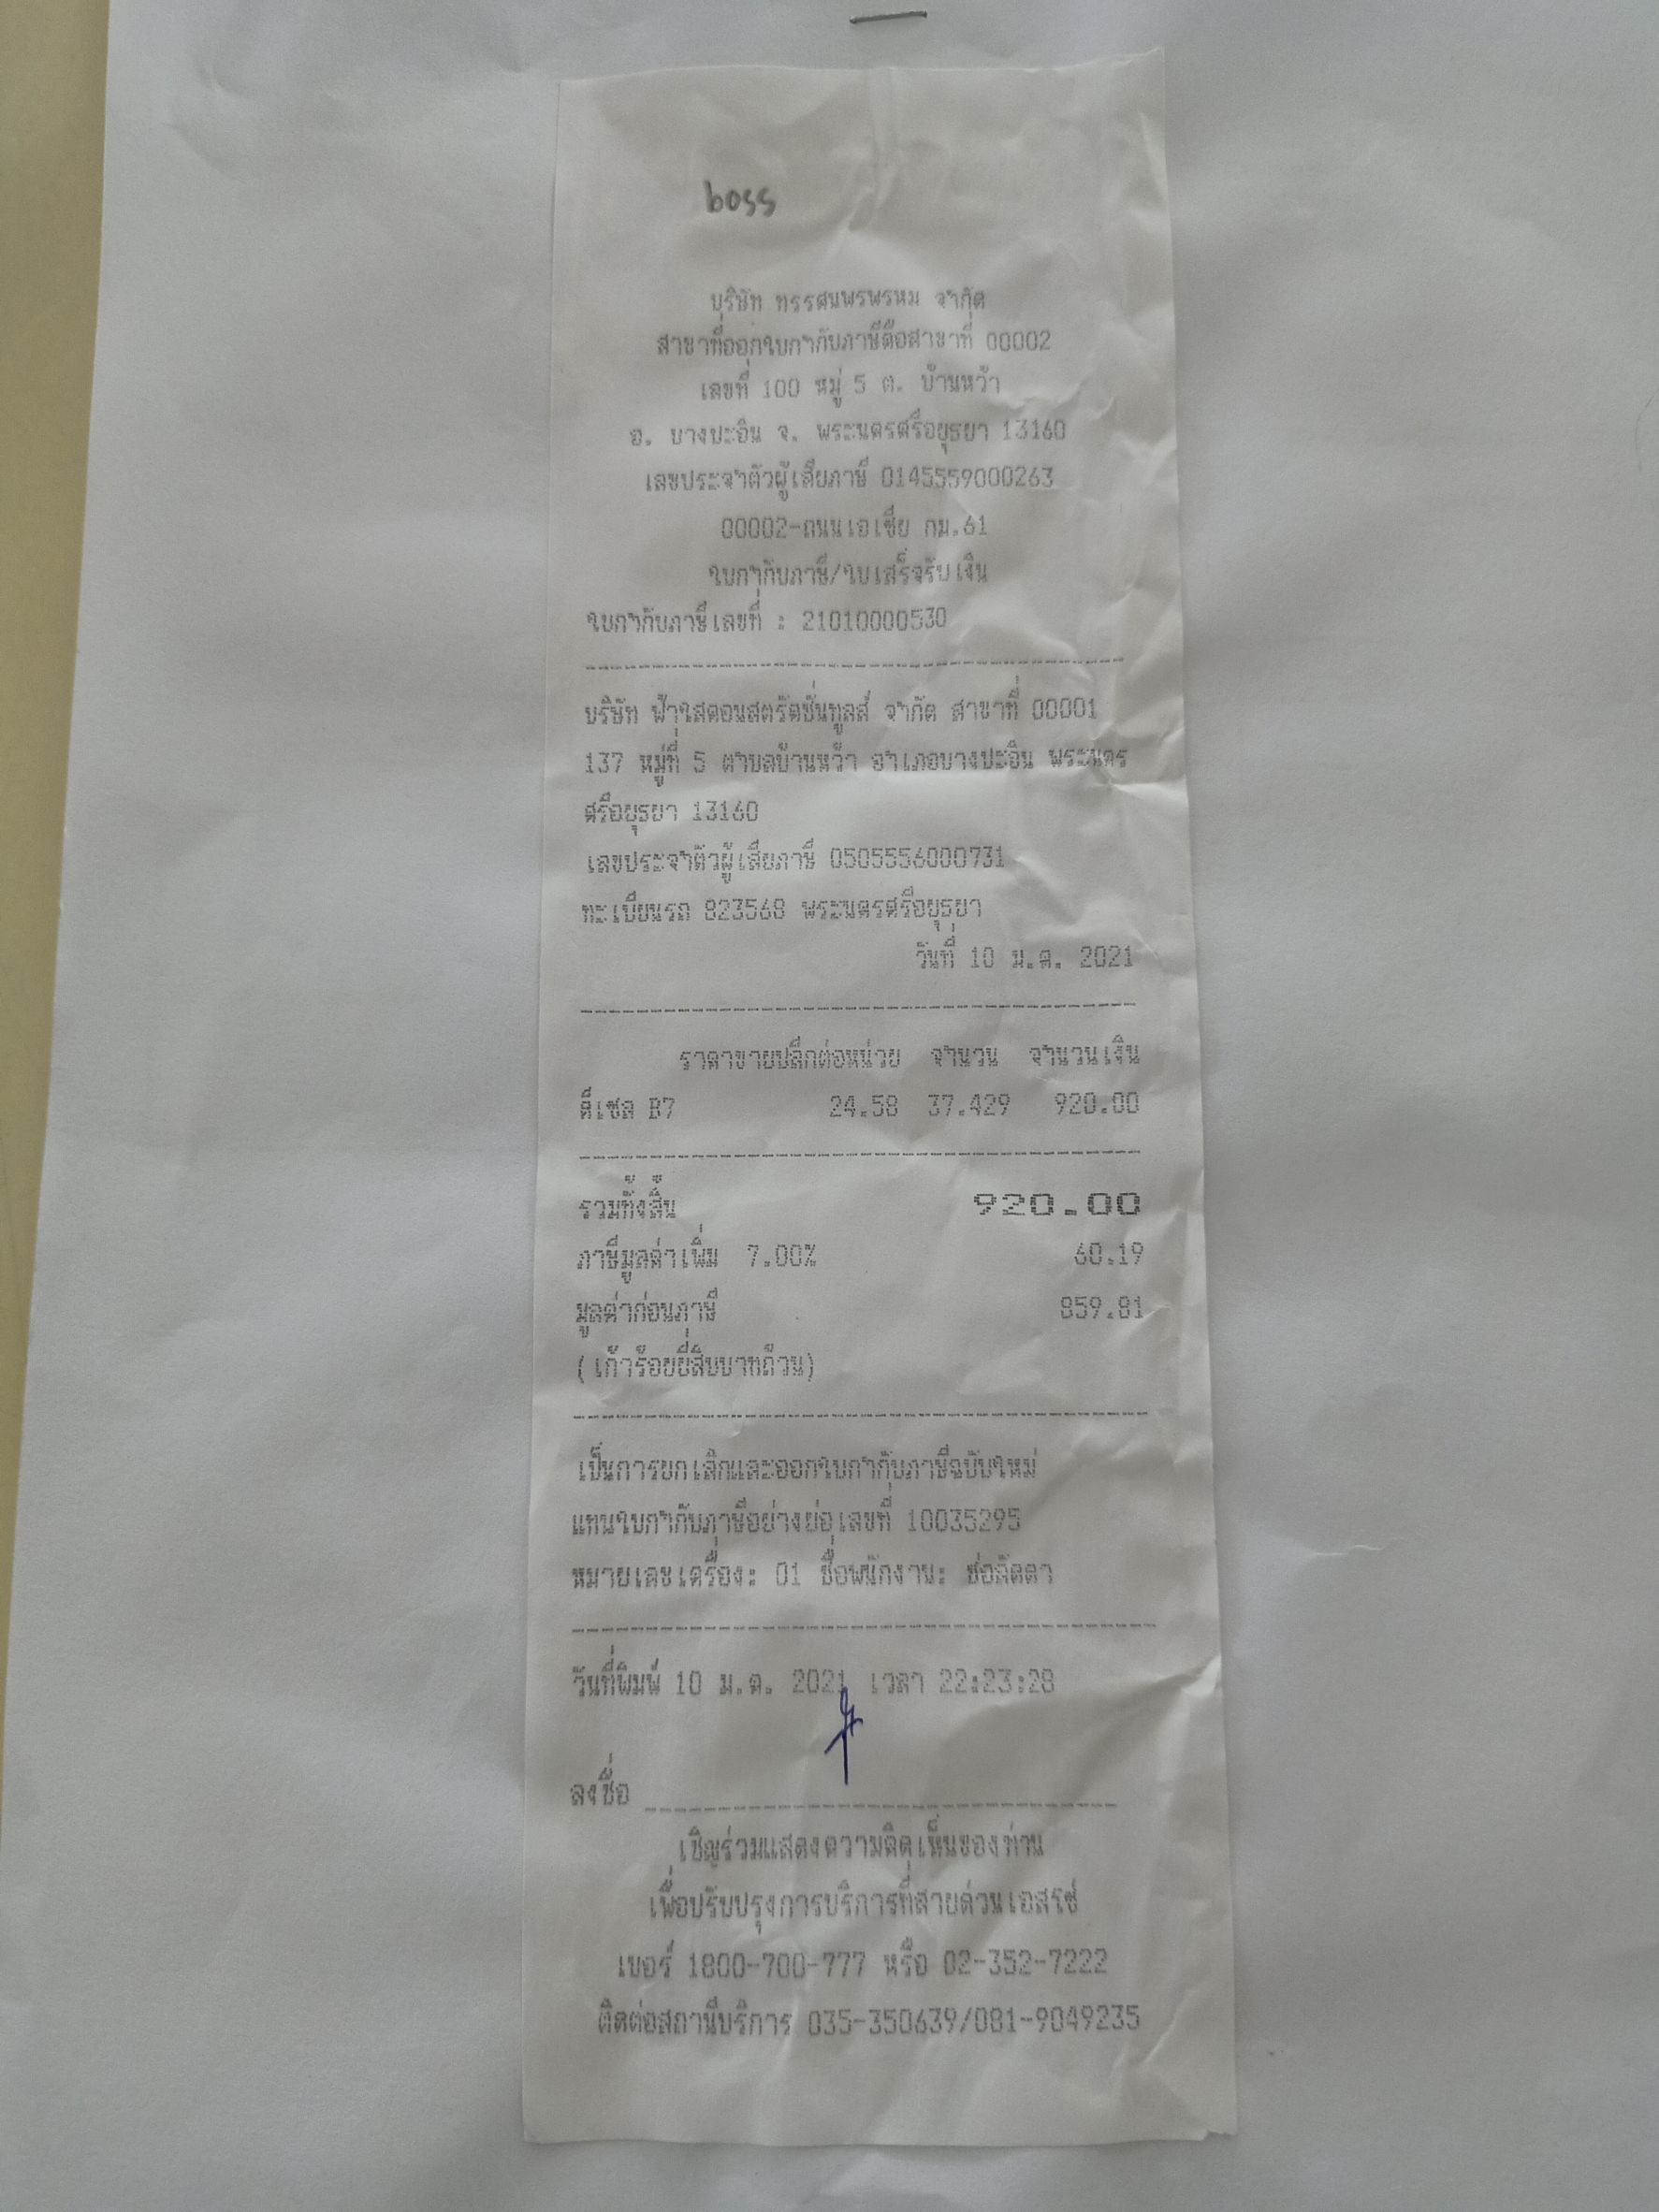 boss
บริษัท ทรรศนพรพรหม จำกัด
สาขาที่ออกใบกำกับภาษีคือสาขาที่ 00002
เลขที่ 100 หมู่ 5 ต. บ้านหว้า
อ. บางปะอิน จ. พระนครศรีอยุธยา 13160
เลขประจำตัวผู้เสียภาษี 0145559000263
00002-ถนนเอเซีย กม.61
ใบกำกับภาษี/ใบเสร็จรับเงิน
ใบกำกับภาษีเลขที่ : 21010000530
บริษัท ฟ้าใสคอนสตรัคชั่นทูลส์ จำกัด สาขาที่ 00001
137 หมู่ที่ 5 ตำบลบ้านหว้า อำเภอบางปะอิน พระนคร
ศรีอยุธยา 13160
เลขประจำตัวผู้เสียภาษี 0505556000731
ทะเบียนรถ 823568 พระนครศรีอยุธยา
วันที่ 10 ม.ค. 2021
ราคาขายปลีกต่อหน่วย จำนวน จำนวนเงิน
ดีเซล B7 24.58 37.429 920.00
รวมทั้งสิ้น 920.00
ภาษีมูลค่าเพิ่ม 7.00% 60.19
มูลค่าก่อนภาษี 859.81
(เก้าร้อยยี่สิบบาทถ้วน)
เป็นการยกเลิกและออกใบกำกับภาษีฉบับใหม่
แทนใบกำกับภาษีอย่างย่อเลขที่ 10035295
หมายเลขเครื่อง: 01 ชื่อพนักงาน: ช่อลัดดา
วันที่พิมพ์ 10 ม.ค. 2021 เวลา 22:23:28
ลงชื่อ
เชิญร่วมแสดงความคิดเห็นของท่าน
เพื่อปรับปรุงการบริการที่สายด่วนเอสโซ่
เบอร์ 1800-700-777 หรือ 02-352-7222
ติดต่อสถานีบริการ 035-350639/081-9049235